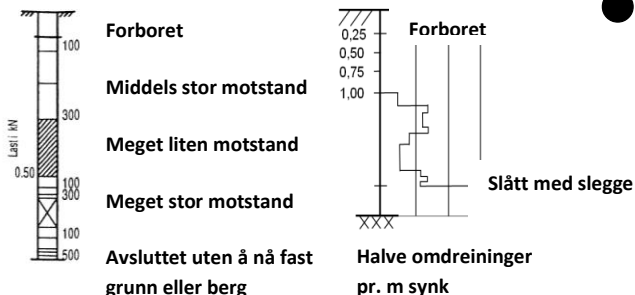 Forboret
100
Middels stor motstand
300
Last i kN
Meget liten motstand
0.50
100
300
Meget stor motstand
100
500
Avsluttet uten å nå fast
grunn eller berg
Forboret
0,25
0,50
0,75
1,00
Slått med slegge
Halve omdreininger
pr. m synk